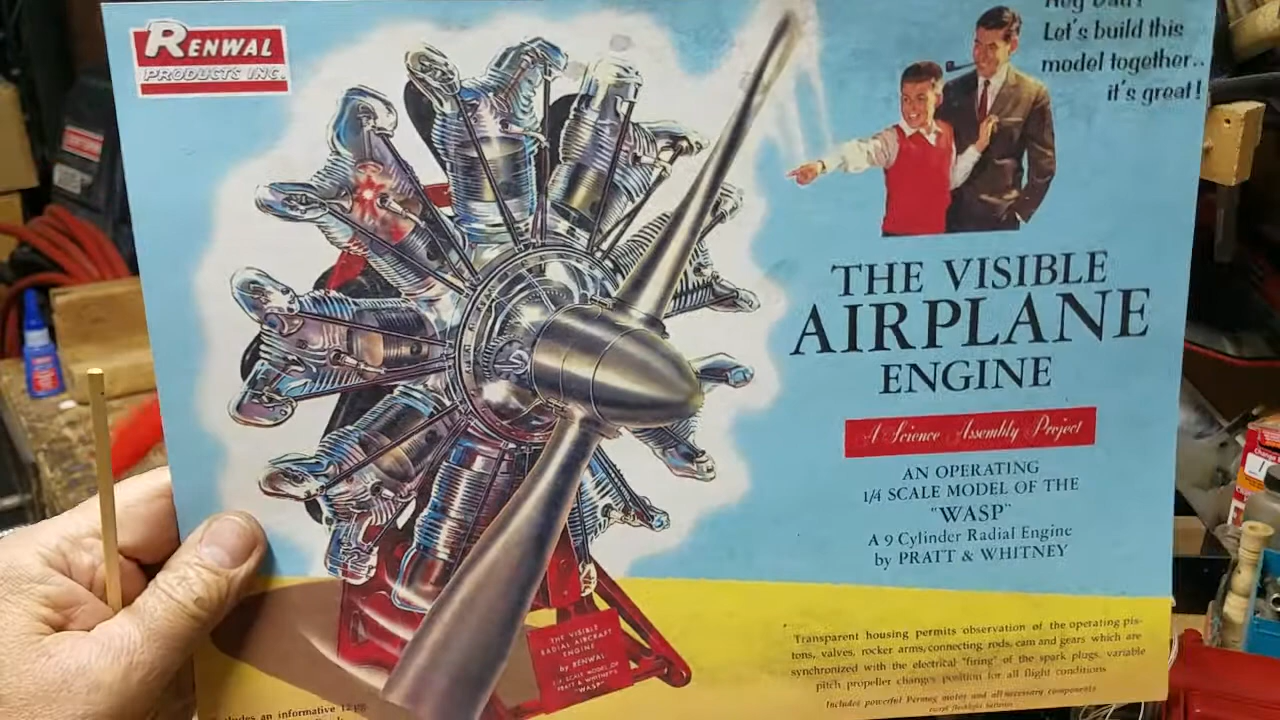 RENWAL
PRODUCTS INC.
Hey Dad!
Let's build this
model together..
it's great!
THE VISIBLE
AIRPLANE
ENGINE
A Science Assembly Project
AN OPERATING
1/4 SCALE MODEL OF THE
"WASP"
A 9 Cylinder Radial Engine
by PRATT & WHITNEY
Transparent housing permits observation of the operating pis-
tons, valves, rocker arms, connecting rods, cam and gears which are
synchronized with the electrical "firing" of the spark plugs, variable
pitch propeller changes position for all flight conditions.
Includes powerful Permag motor and all necessary components
except flashlight batteries
THE VISIBLE
RADIAL AIRCRAFT
ENGINE
by RENWAL
1/4 SCALE MODEL OF
PRATT & WHITNEY'S
"WASP"
an informative 12 pg.